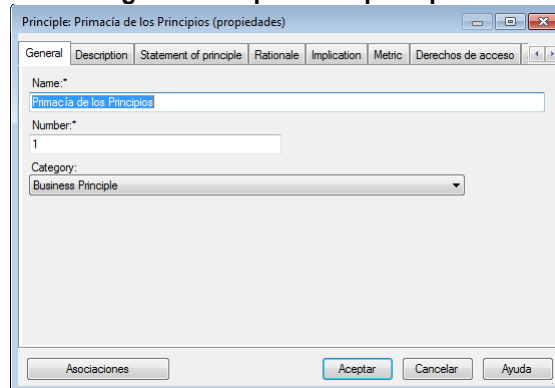 Principle: Primacía de los Principios (propiedades)
General Description Statement of principle Rationale Implication Metric Derechos de acceso
Name:*
Primacía de los Principios
Number:*
1
Category:
Business Principle
Asociaciones Aceptar Cancelar Ayuda